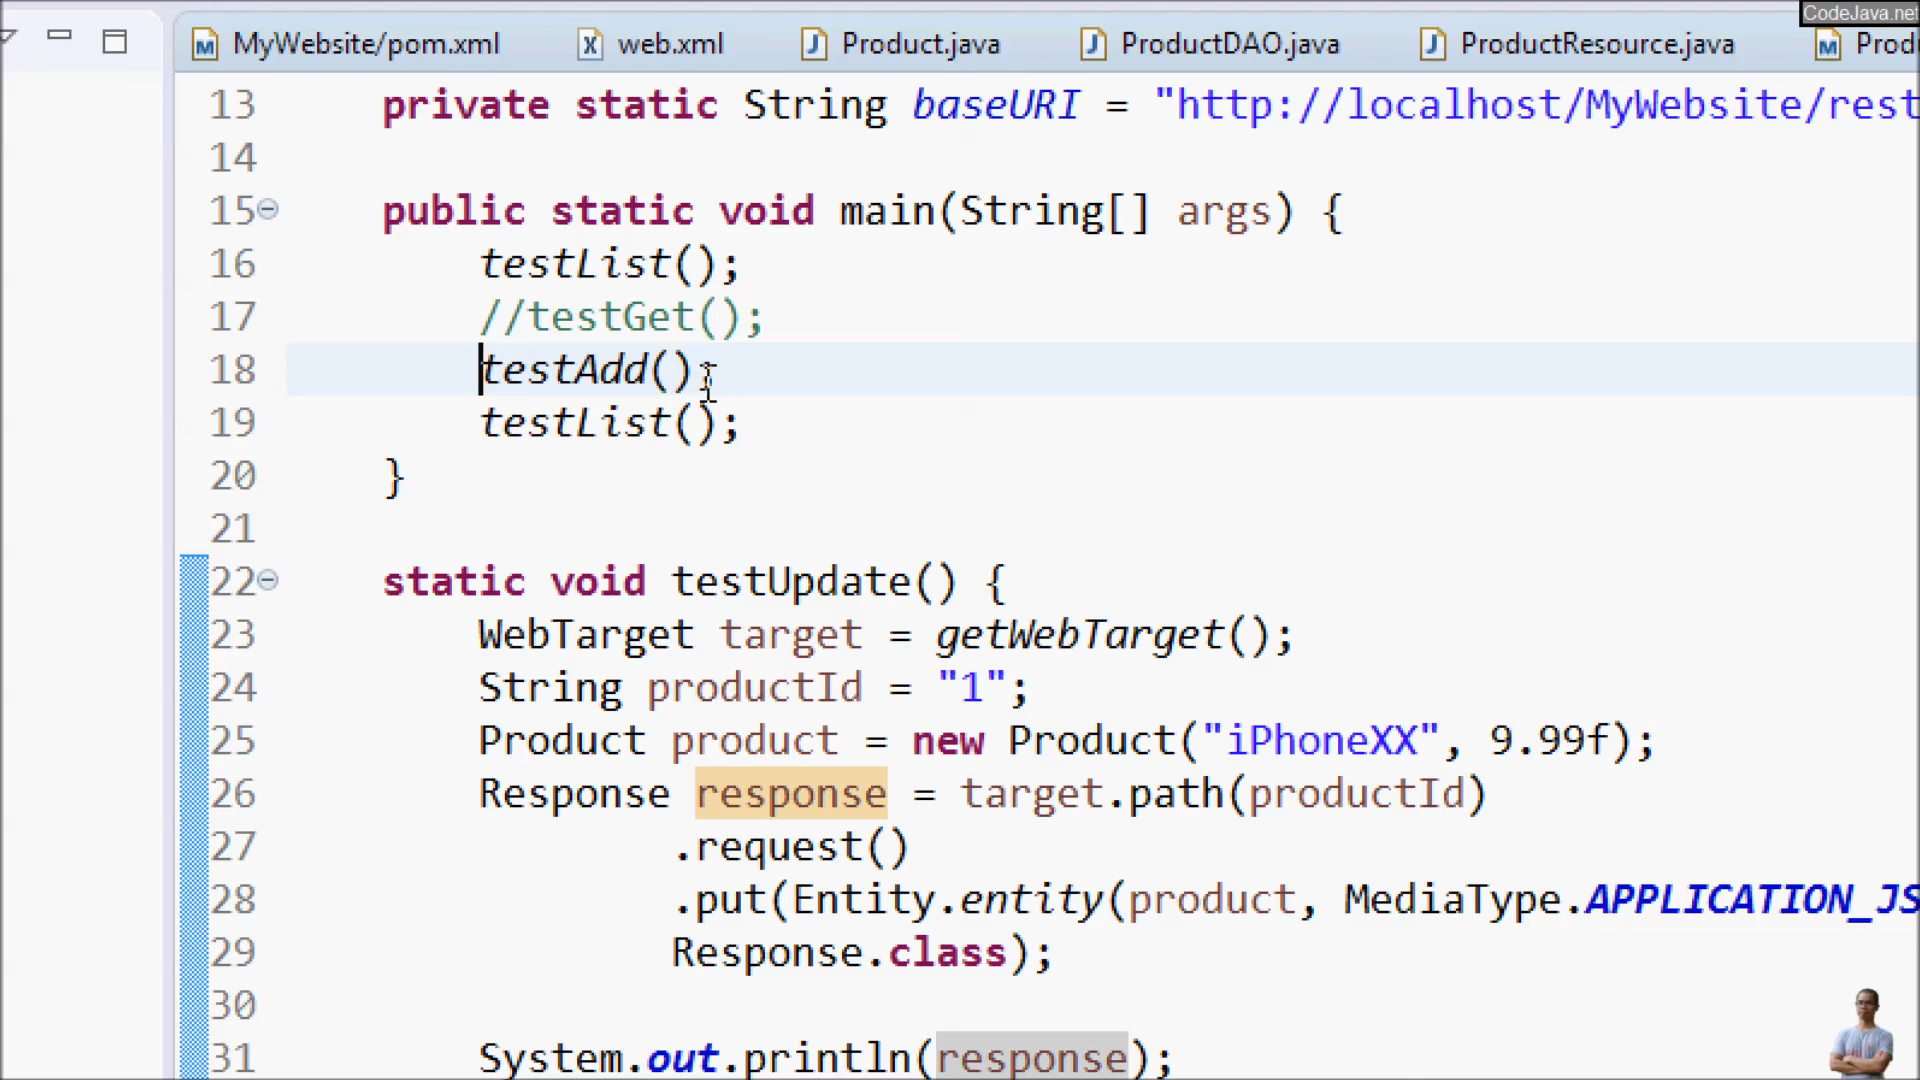 CodeJava.net
MyWebsite/pom.xml web.xml Product.java ProductDAO.java ProductResource.java Prod
13 private static String baseURI = "http://localhost/MyWebsite/rest
14
15 public static void main(String[] args) {
16 testList();
17 //testGet();
18 testAdd();
19 testList();
20 }
21
22 static void testUpdate() {
23 WebTarget target = getWebTarget();
24 String productId = "1";
25 Product product = new Product("iPhoneXX", 9.99f);
26 Response response = target.path(productId)
27 .request()
28 .put(Entity.entity(product, MediaType.APPLICATION_JS
29 Response.class);
30
31 System.out.println(response);